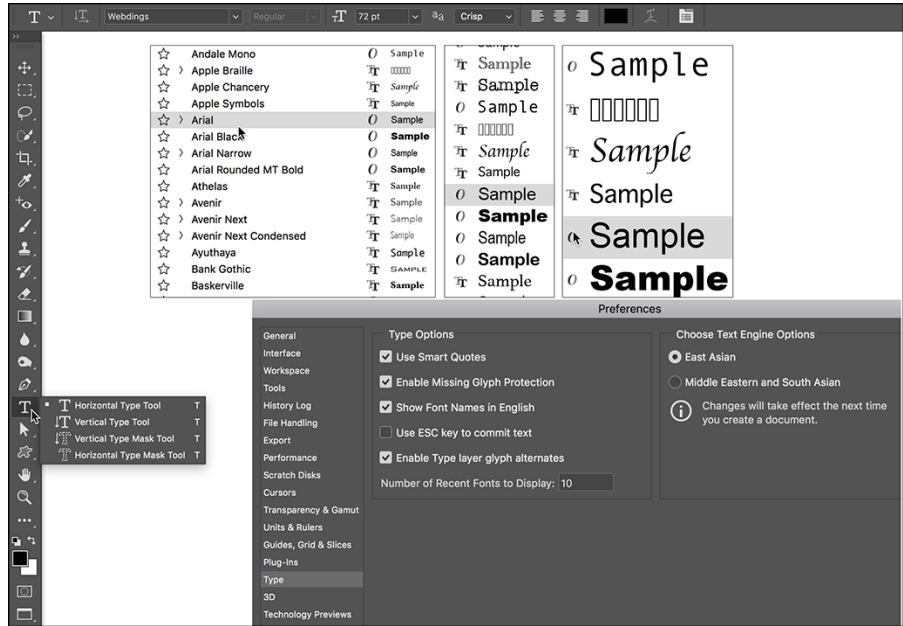 T Webdings Regular T 72 pt aa Crisp
Andale Mono O Sample
Apple Braille
Apple Chancery Sample
Apple Symbols Sample
Arial O Sample
Arial Black O Sample
Arial Narrow O Sample
Arial Rounded MT Bold O Sample
Athelas Sample
Avenir Sample
Avenir Next Sample
Avenir Next Condensed Sample
Ayuthaya Sample
Bank Gothic Sample
Baskerville Sample
Sample
Sample
O Sample
Sample
Sample
O Sample
O Sample
O Sample
O Sample
Sample
O Sample
Sample
Sample
Sample
O Sample
T Horizontal Type Tool T
T Vertical Type Tool T
T Vertical Type Mask Tool T
T Horizontal Type Mask Tool T
Preferences
General
Interface
Workspace
Tools
History Log
File Handling
Export
Performance
Scratch Disks
Cursors
Transparency & Gamut
Units & Rulers
Guides, Grid & Slices
Plug-Ins
Type
3D
Technology Previews
Type Options
Use Smart Quotes
Enable Missing Glyph Protection
Show Font Names in English
Use ESC key to commit text
Enable Type layer glyph alternates
Number of Recent Fonts to Display: 10
Choose Text Engine Options
East Asian
Middle Eastern and South Asian
Changes will take effect the next time
you create a document.